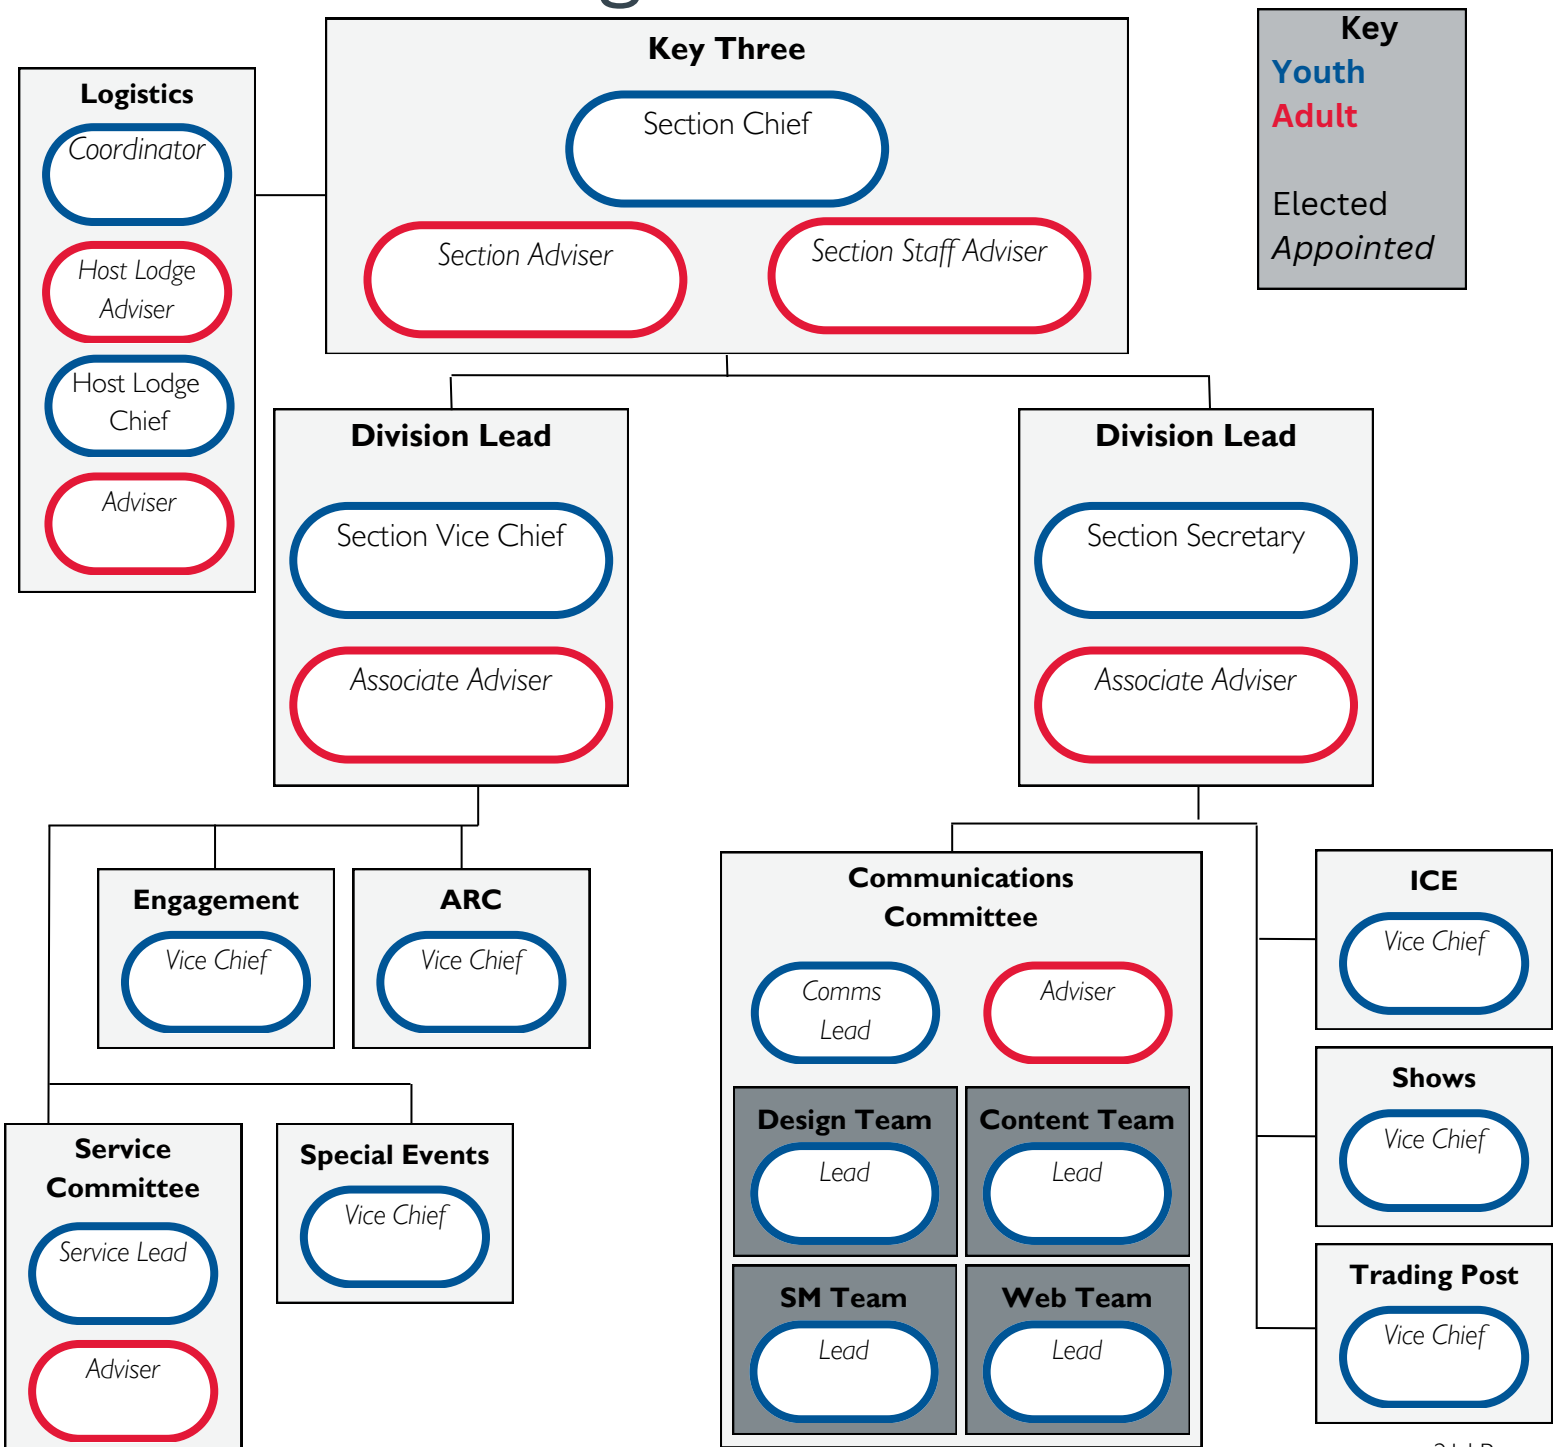 Key Three
Section Chief
Section Adviser
Section Staff Adviser
Key
Youth
Adult
Elected
Appointed
Logistics
Coordinator
Host Lodge
Adviser
Host Lodge
Chief
Adviser
Division Lead
Section Vice Chief
Associate Adviser
Division Lead
Section Secretary
Associate Adviser
Engagement
Vice Chief
ARC
Vice Chief
Service
Committee
Service Lead
Adviser
Special Events
Vice Chief
Communications
Committee
Comms
Lead
Adviser
Design Team
Lead
Content Team
Lead
SM Team
Lead
Web Team
Lead
ICE
Vice Chief
Shows
Vice Chief
Trading Post
Vice Chief